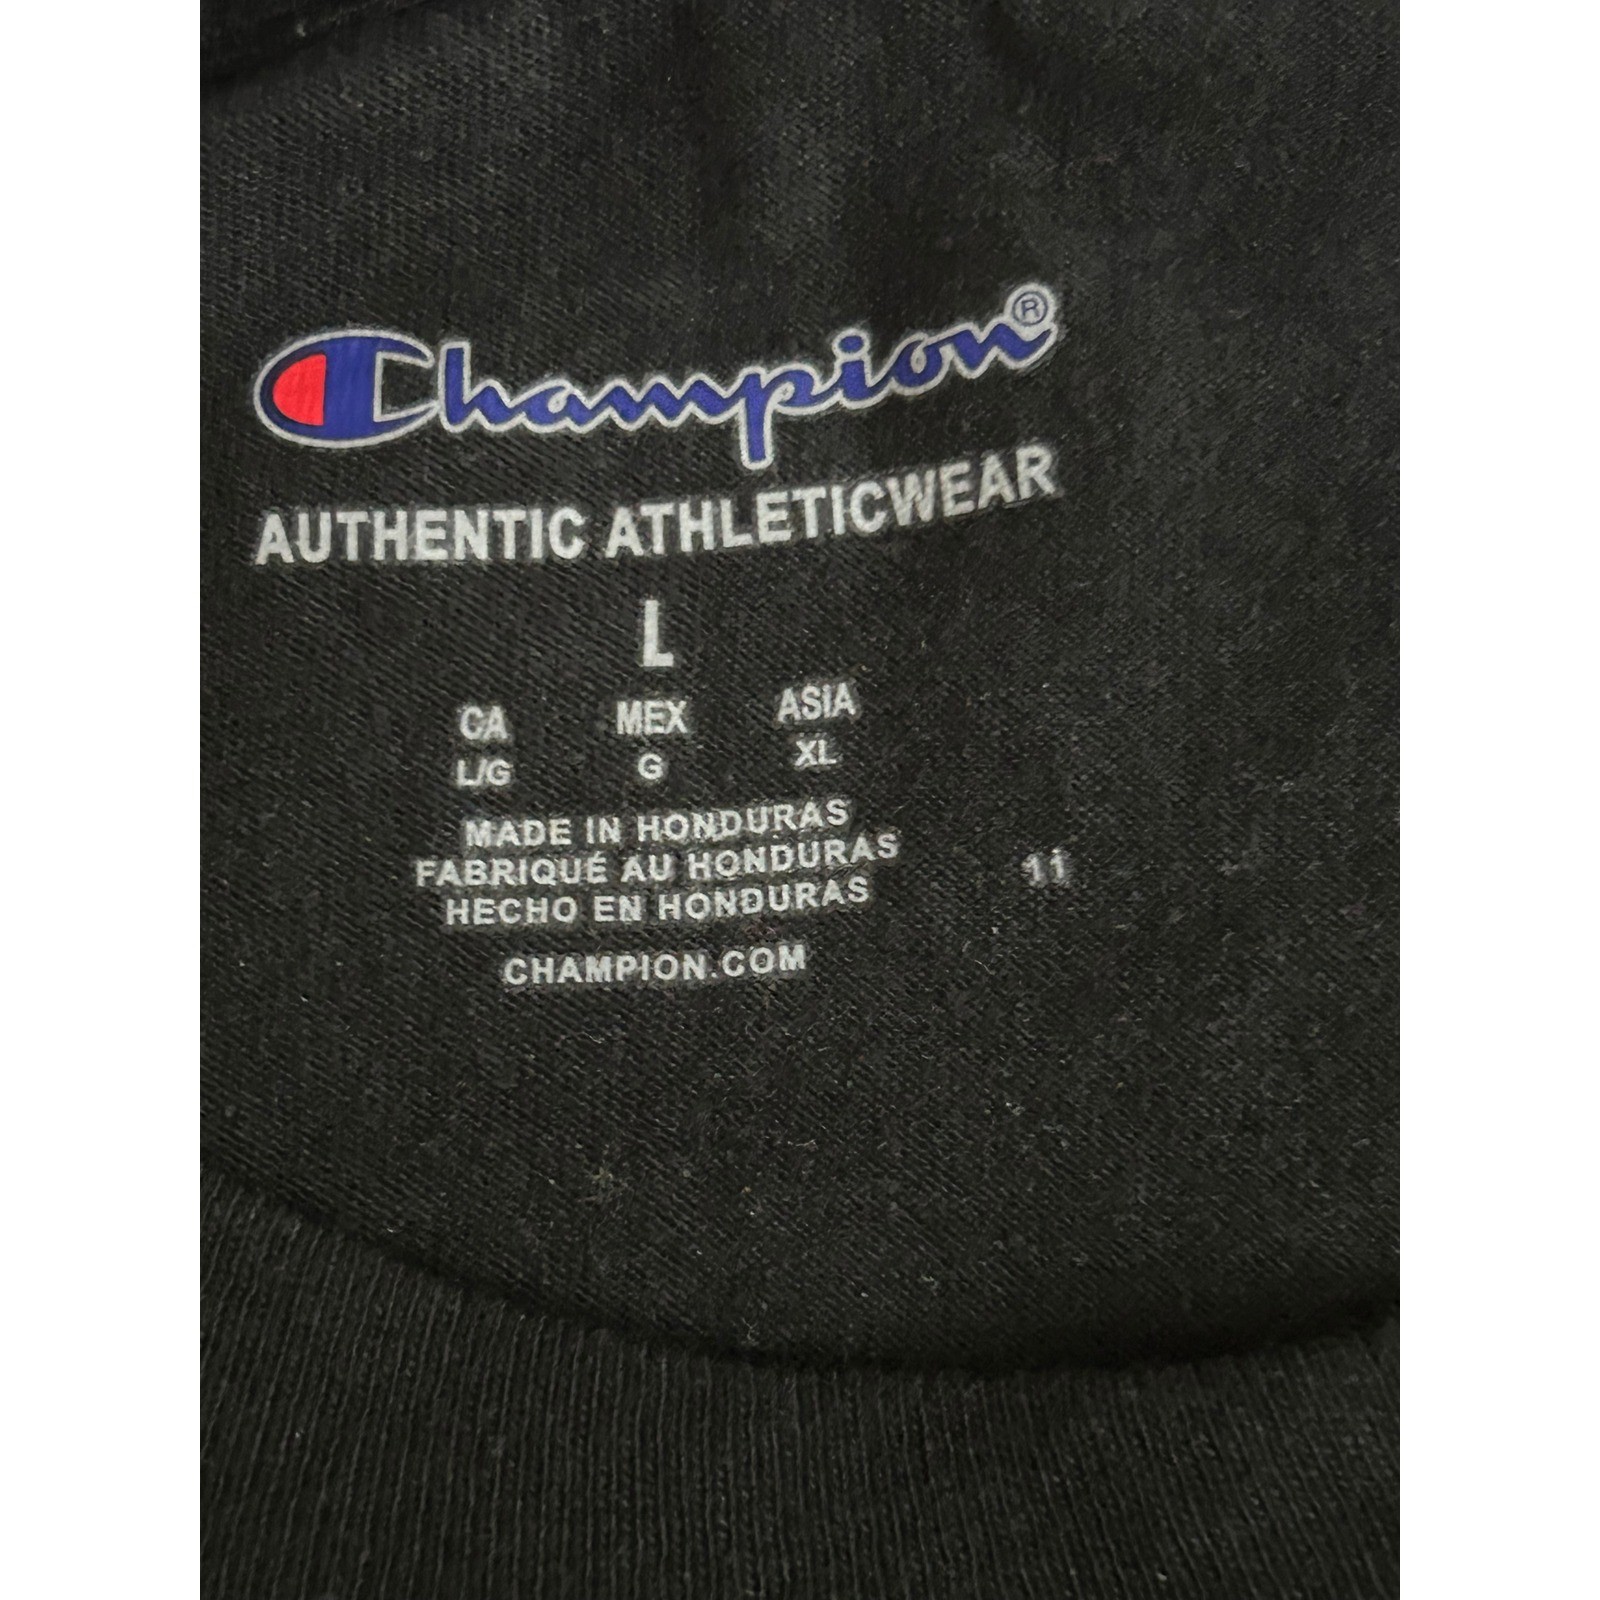 Champion®
AUTHENTIC ATHLETICWEAR
L
CA MEX ASIA
L/G G XL
MADE IN HONDURAS
FABRIQUÉ AU HONDURAS
HECHO EN HONDURAS
11
CHAMPION.COM